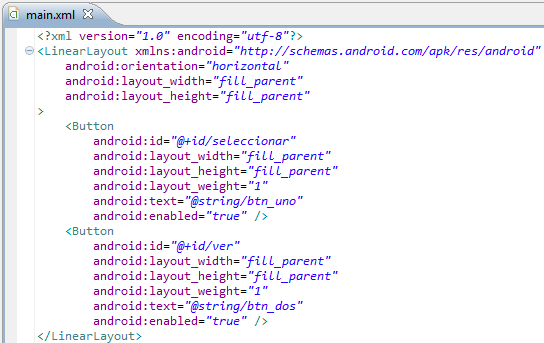 main.xml
<?xml version="1.0" encoding="utf-8"?>
<LinearLayout xmlns:android="http://schemas.android.com/apk/res/android"
    android:orientation="horizontal"
    android:layout_width="fill_parent"
    android:layout_height="fill_parent"
>
    <Button
        android:id="@+id/seleccionar"
        android:layout_width="fill_parent"
        android:layout_height="fill_parent"
        android:layout_weight="1"
        android:text="@string/btn_uno"
        android:enabled="true" />
    <Button
        android:id="@+id/ver"
        android:layout_width="fill_parent"
        android:layout_height="fill_parent"
        android:layout_weight="1"
        android:text="@string/btn_dos"
        android:enabled="true" />
</LinearLayout>